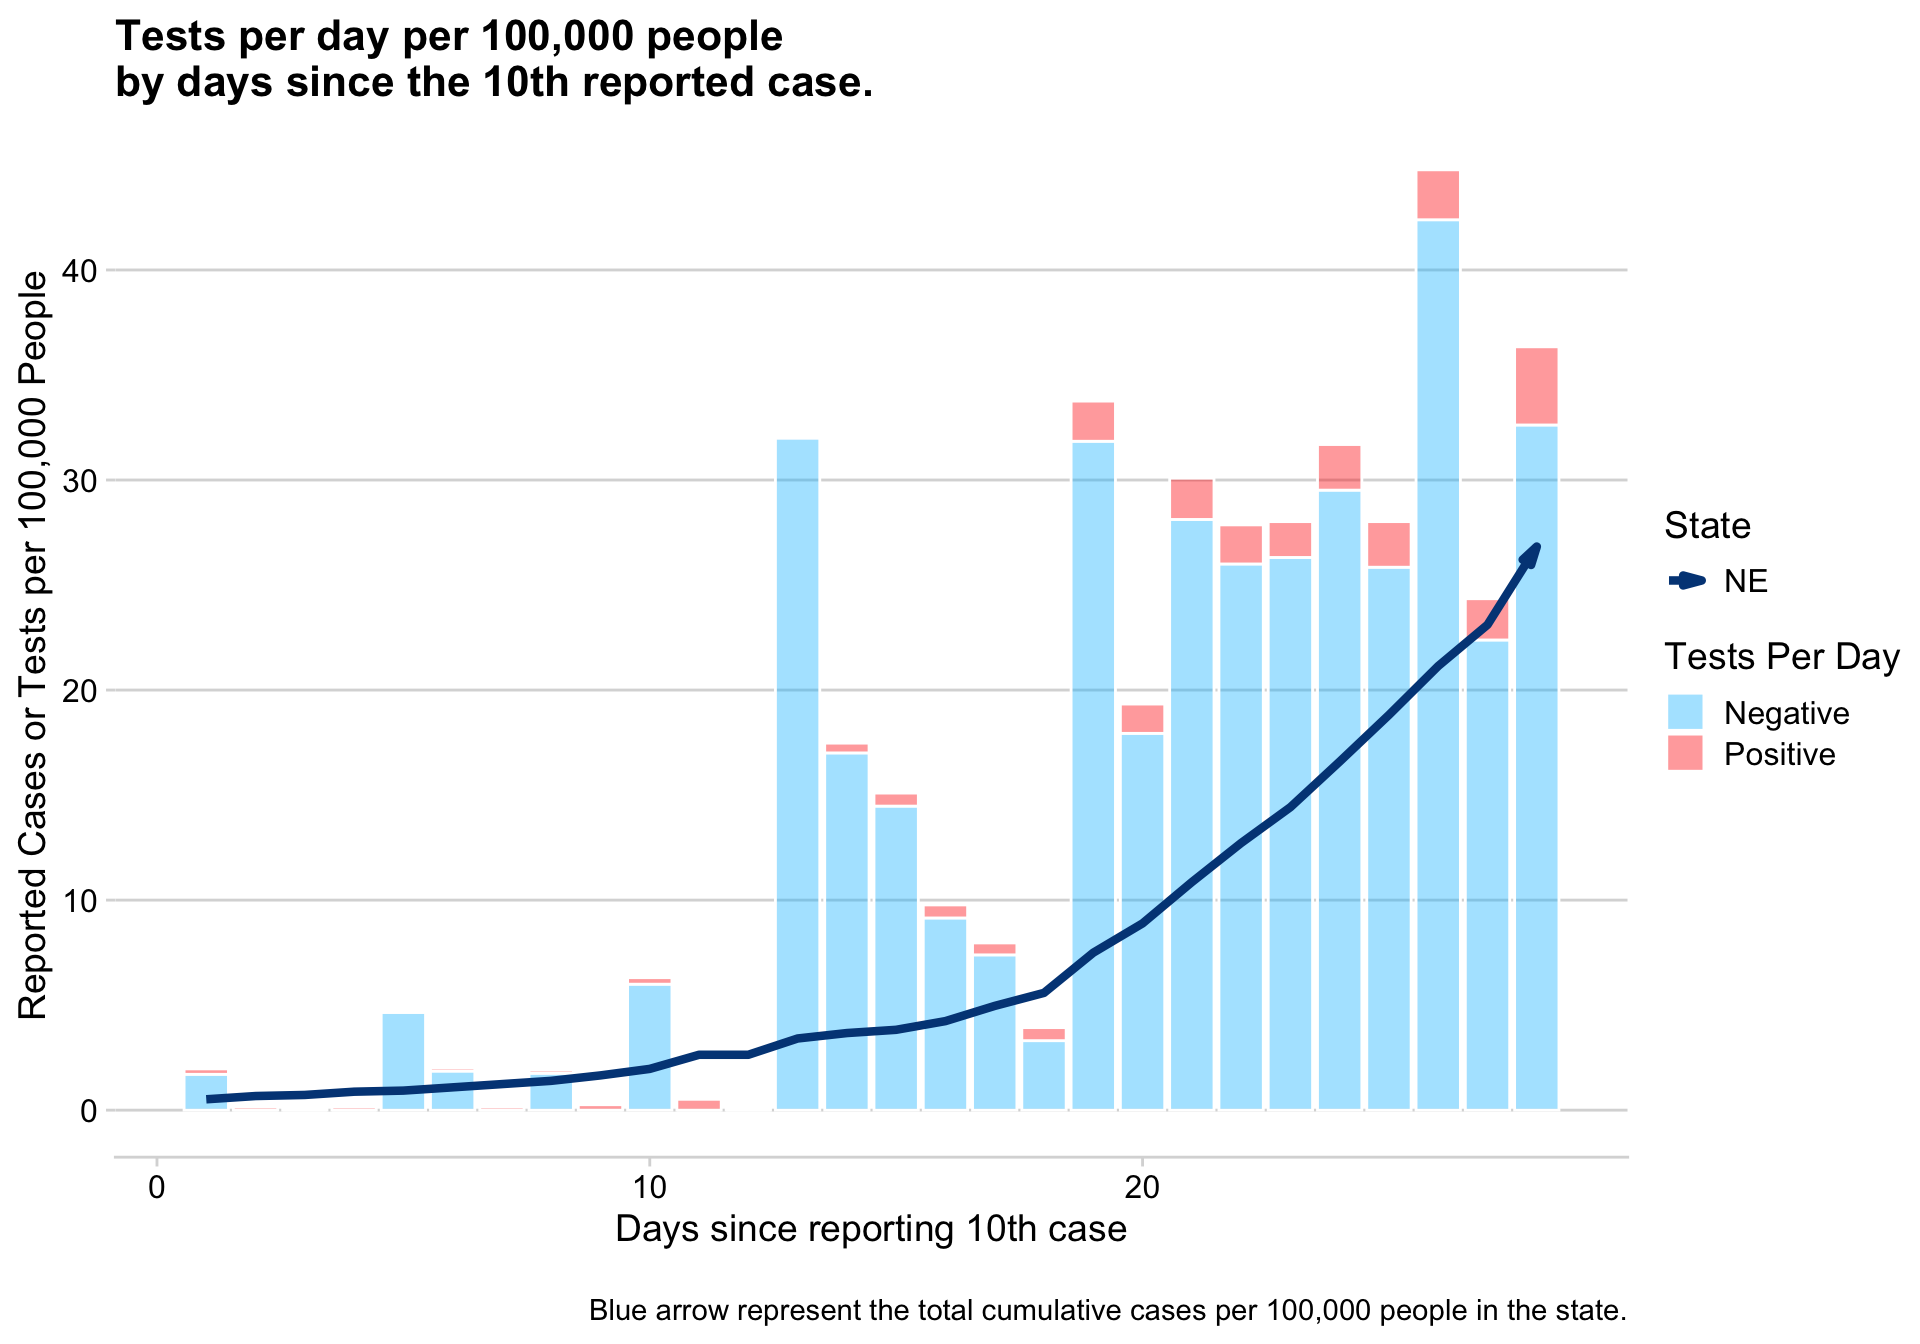 Tests per day per 100,000 people
by days since the 10th reported case.
Reported Cases or Tests per 100,000 People
40
30
20
10
0
0
10
20
Days since reporting 10th case
State
NE
Tests Per Day
Negative
Positive
Blue arrow represent the total cumulative cases per 100,000 people in the state.